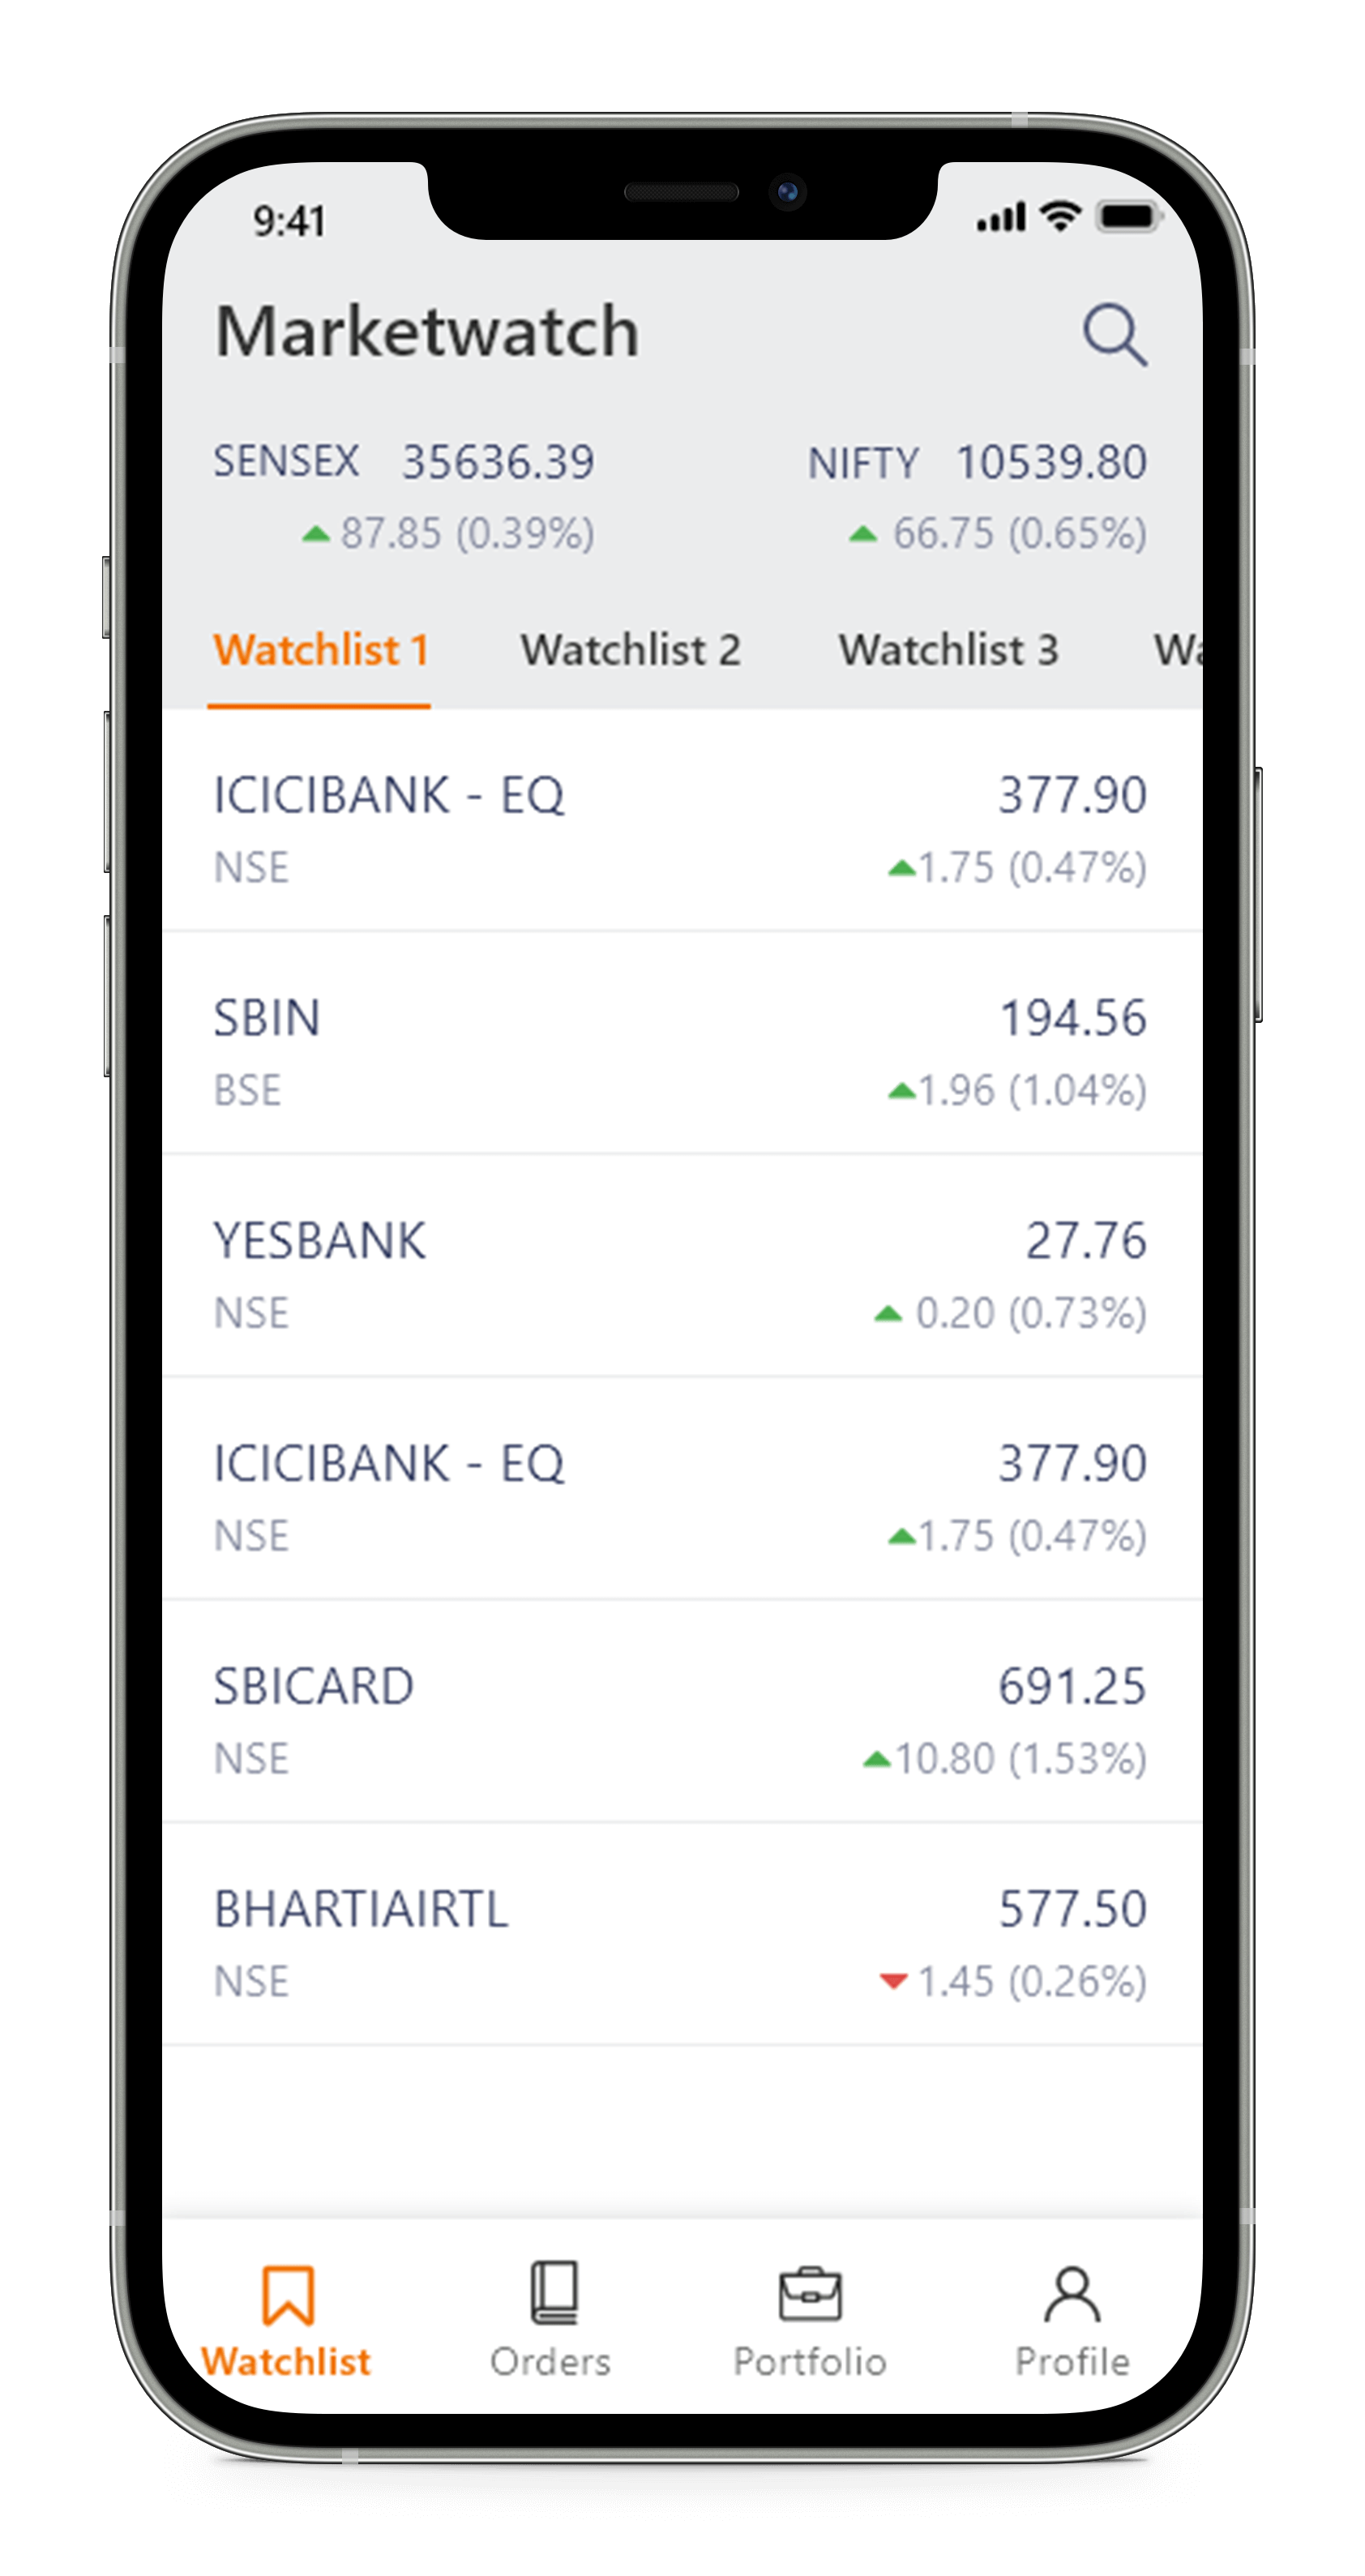 9:41
Marketwatch
SENSEX 35636.39 NIFTY 10539.80
87.85 (0.39%) 66.75 (0.65%)
Watchlist 1 Watchlist 2 Watchlist 3 Wa
ICICIBANK - EQ 377.90
NSE 1.75 (0.47%)
SBIN 194.56
BSE 1.96 (1.04%)
YESBANK 27.76
NSE 0.20 (0.73%)
ICICIBANK - EQ 377.90
NSE 1.75 (0.47%)
SBICARD 691.25
NSE 10.80 (1.53%)
BHARTIAIRTL 577.50
NSE 1.45 (0.26%)
Watchlist Orders Portfolio Profile